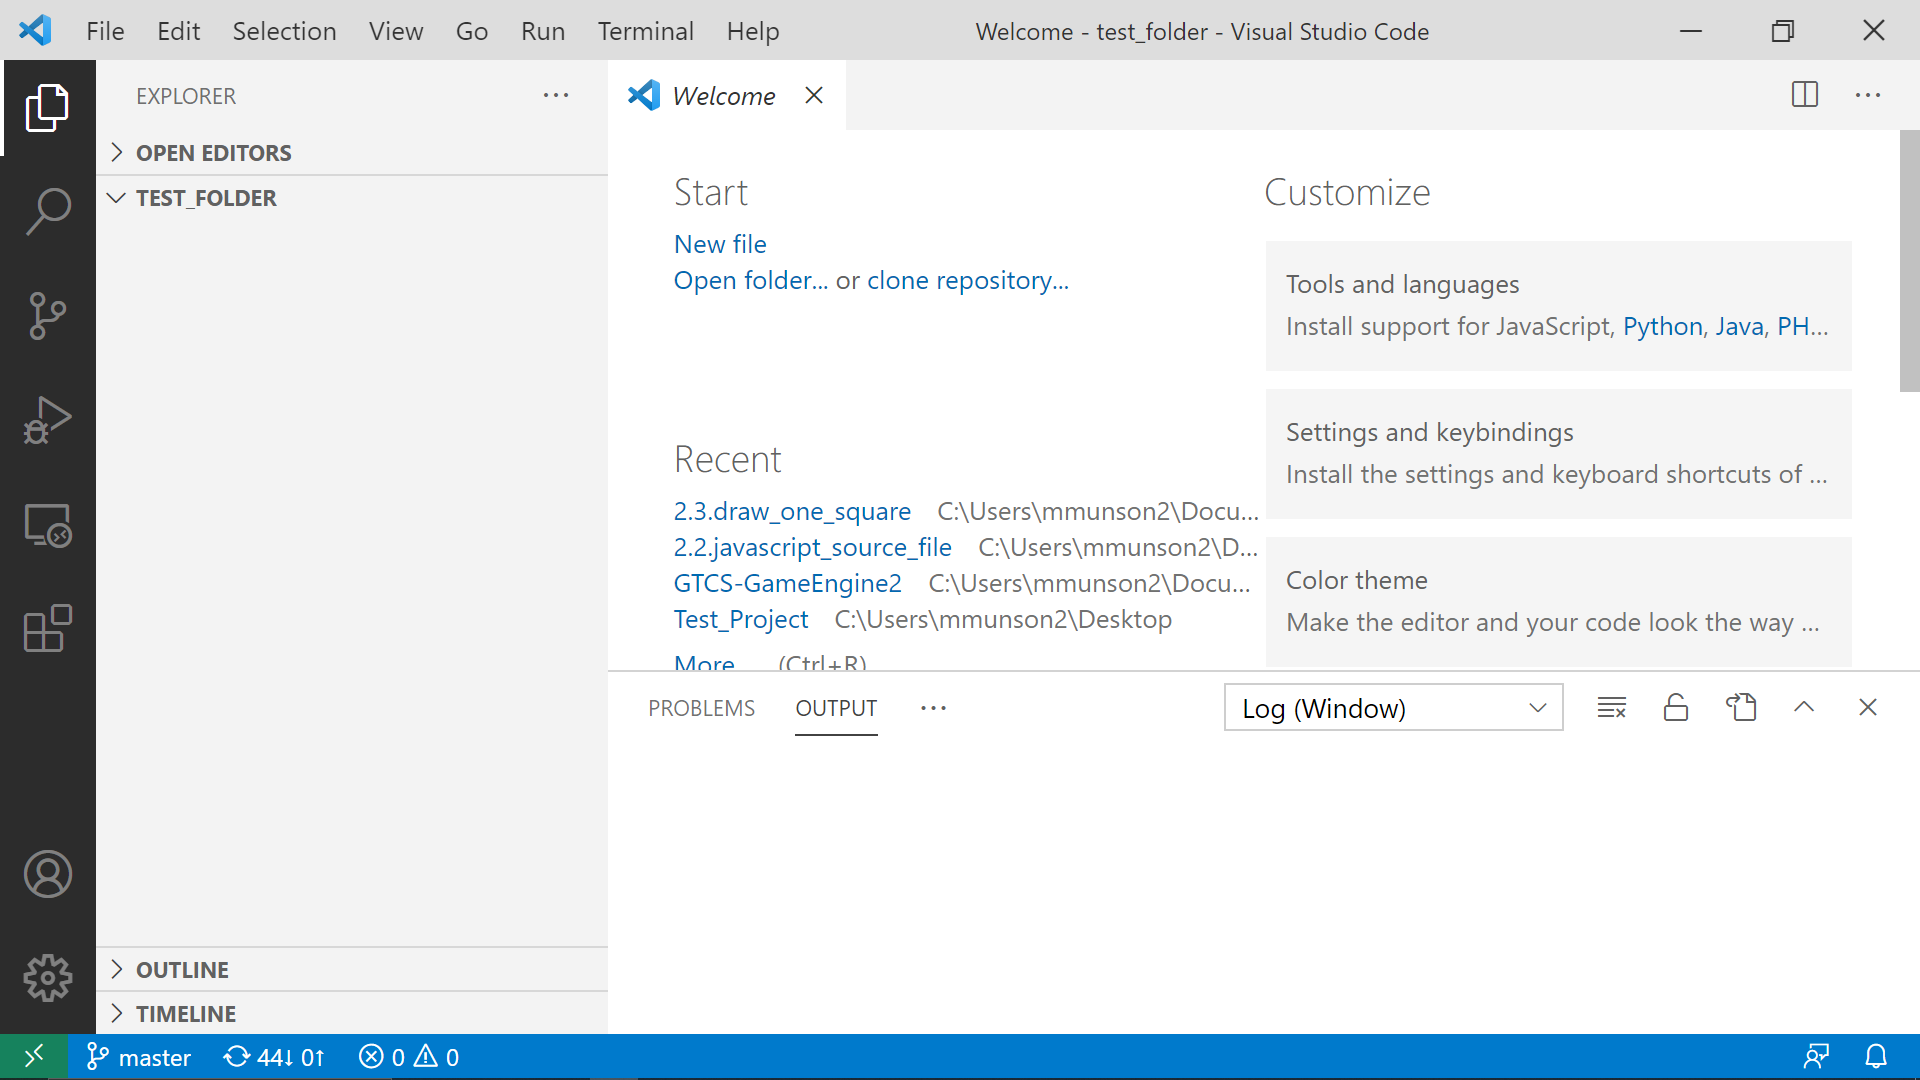 File Edit Selection View Go Run Terminal Help Welcome - test_folder - Visual Studio Code
EXPLORER
OPEN EDITORS
TEST_FOLDER
OUTLINE
TIMELINE
Welcome
Start
New file
Open folder... or clone repository...
Recent
2.3.draw_one_square C:\Users\mmunson2\Docu...
2.2.javascript_source_file C:\Users\mmunson2\D...
GTCS-GameEngine2 C:\Users\mmunson2\Docu...
Test_Project C:\Users\mmunson2\Desktop
More... (Ctrl+R)
Customize
Tools and languages
Install support for JavaScript, Python, Java, PH...
Settings and keybindings
Install the settings and keyboard shortcuts of ...
Color theme
Make the editor and your code look the way ...
PROBLEMS OUTPUT Log (Window)
master 44↓ 0↑ 0 0